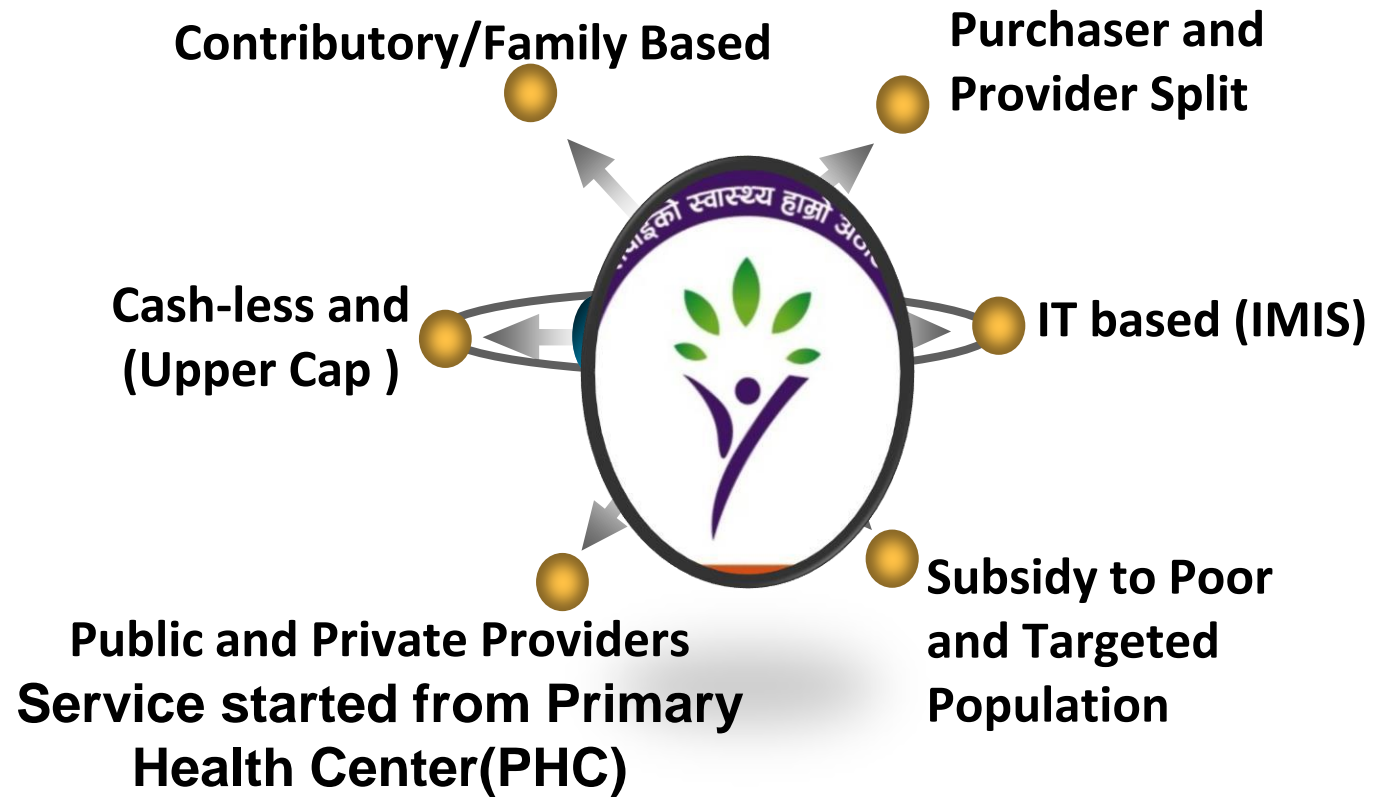 Contributory/Family Based
Purchaser and
Provider Split
स्वास्थ्य हाम्रो
Cash-less and
(Upper Cap )
IT based (IMIS)
Public and Private Providers
Service started from Primary
Health Center(PHC)
Subsidy to Poor
and Targeted
Population